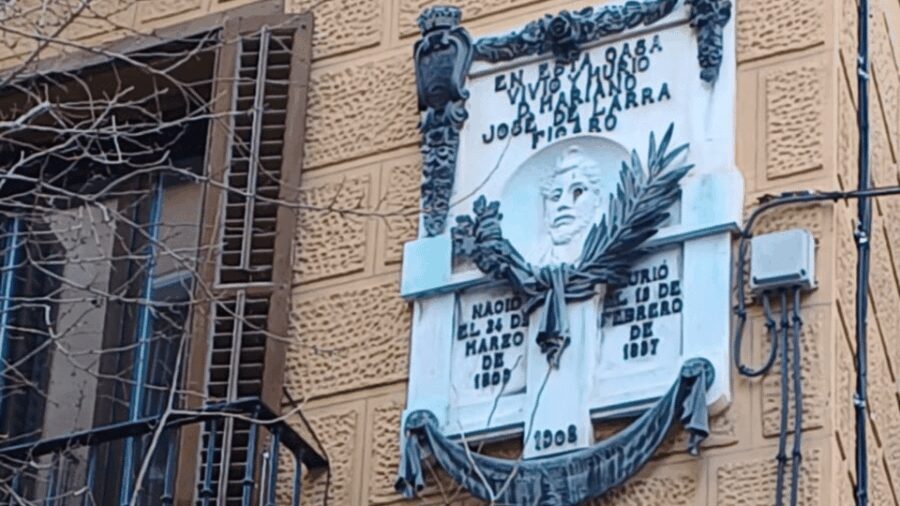 EN ESTA CASA
VIVIO Y MURIO
D. MARIANO
JOSE DE LARRA
FIGARO
NACIO
EL 24 DE
MARZO
DE
1809
MURIÓ
EL 13 DE
FEBRERO
DE
1837
1908